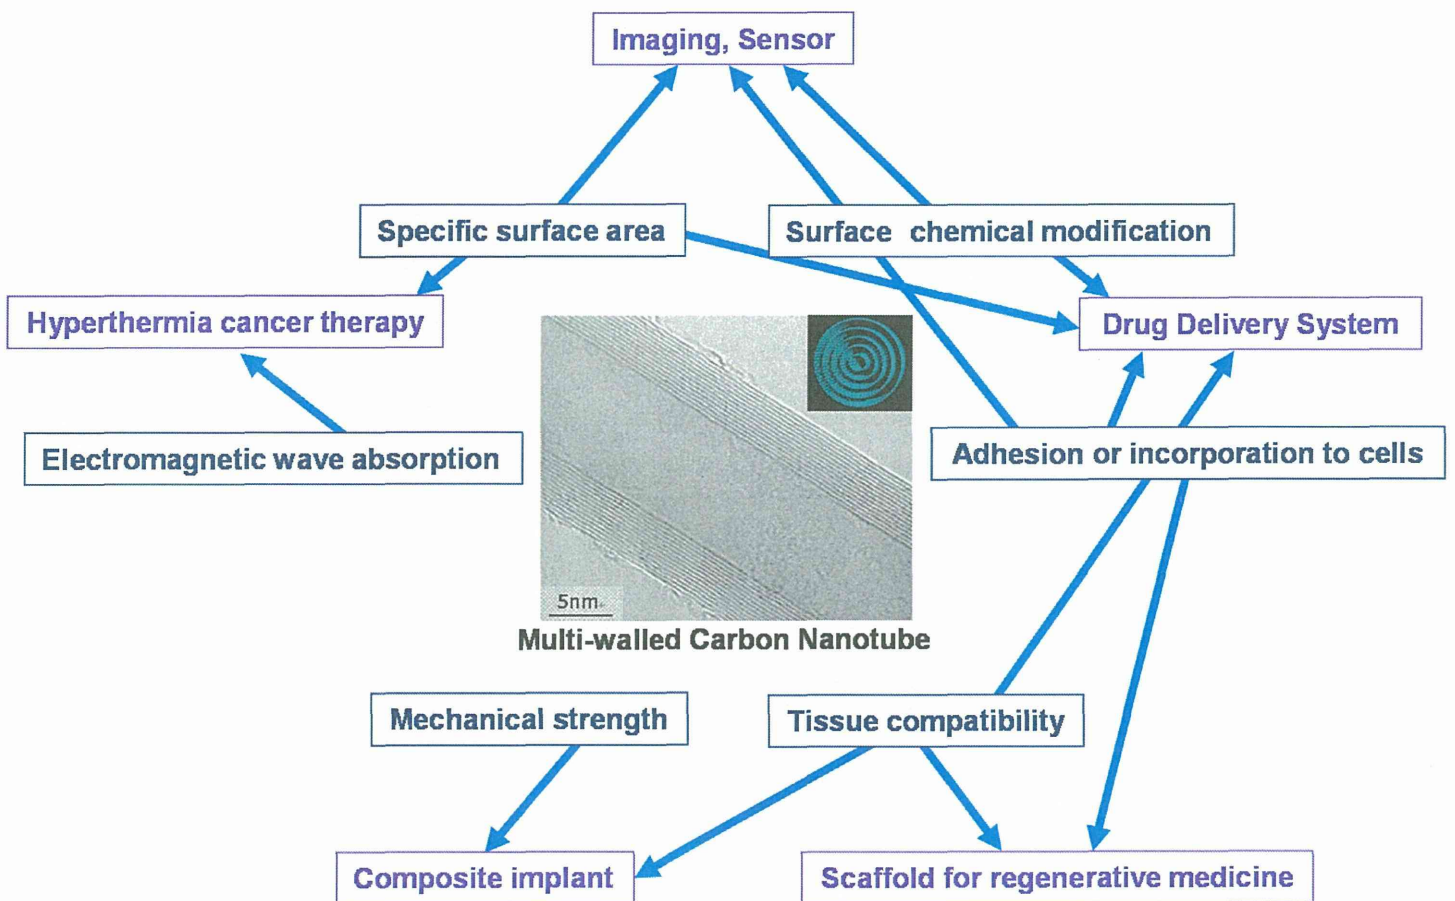 Imaging, Sensor
Specific surface area
Surface chemical modification
Hyperthermia cancer therapy
Drug Delivery System
Electromagnetic wave absorption
Adhesion or incorporation to cells
5nm
Multi-walled Carbon Nanotube
Mechanical strength
Tissue compatibility
Composite implant
Scaffold for regenerative medicine